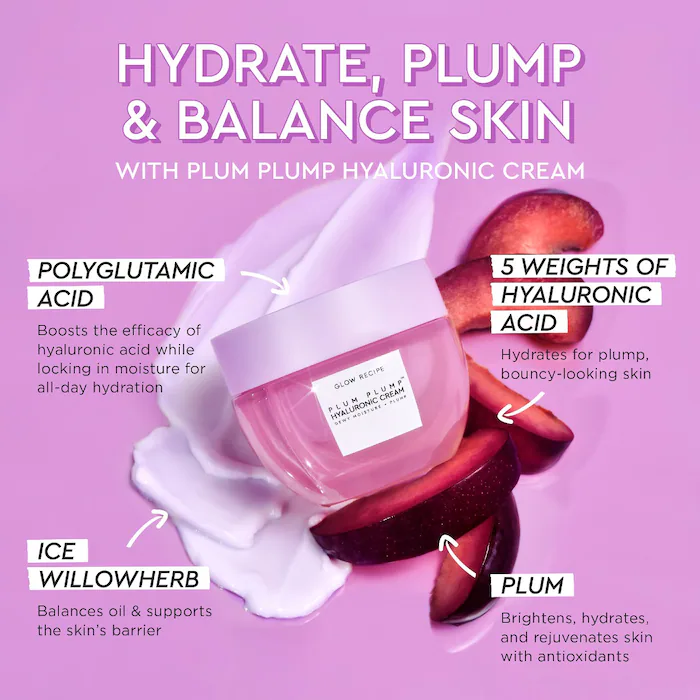 HYDRATE, PLUMP
& BALANCE SKIN
WITH PLUM PLUMP HYALURONIC CREAM
POLYGLUTAMIC
ACID
Boosts the efficacy of
hyaluronic acid while
locking in moisture for
all-day hydration
5 WEIGHTS OF
HYALURONIC
ACID
Hydrates for plump,
bouncy-looking skin
GLOW RECIPE
PLUM PLUMP™
HYALURONIC CREAM
DEWY MOISTURE + PLUMP
ICE
WILLOWHERB
Balances oil & supports
the skin's barrier
PLUM
Brightens, hydrates,
and rejuvenates skin
with antioxidants